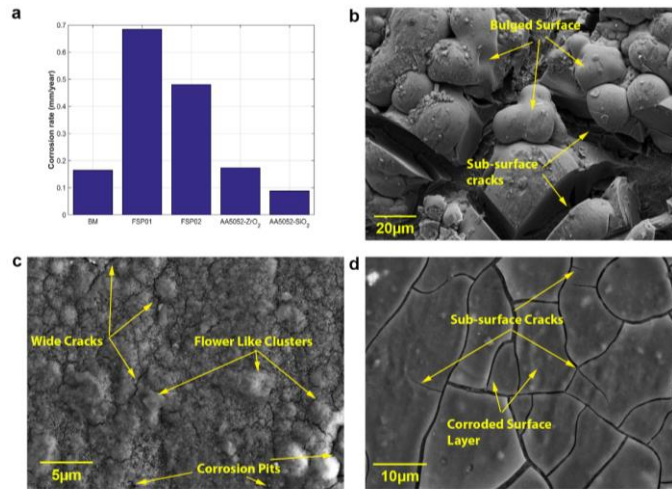 a
Corrosion rate (mm/year)
0.7
0.6
0.5
0.4
0.3
0.2
0.1
0
BM
FSP01
FSP02
AA5052-ZrO2
AA5052-SiO2
b
Bulged Surface
Sub-surface
cracks
20μm
c
Wide Cracks
Flower Like Clusters
Corrosion Pits
5μm
d
Sub-surface Cracks
Corroded Surface
Layer
10μm